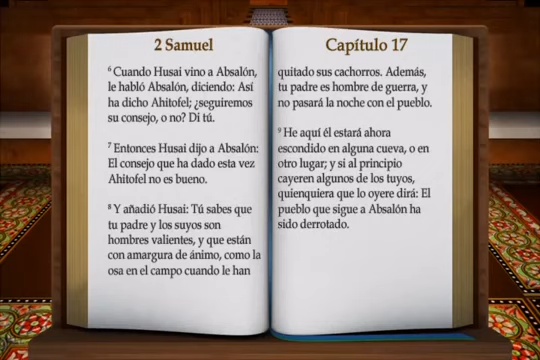 2 Samuel
⁶ Cuando Husai vino a Absalón,
le habló Absalón, diciendo: Así
ha dicho Ahitofel; ¿seguiremos
su consejo, o no? Di tú.
⁷ Entonces Husai dijo a Absalón:
El consejo que ha dado esta vez
Ahitofel no es bueno.
⁸ Y añadió Husai: Tú sabes que
tu padre y los suyos son
hombres valientes, y que están
con amargura de ánimo, como la
osa en el campo cuando le han
Capítulo 17
quitado sus cachorros. Además,
tu padre es hombre de guerra, y
no pasará la noche con el pueblo.
⁹ He aquí él estará ahora
escondido en alguna cueva, o en
otro lugar; y si al principio
cayeren algunos de los tuyos,
quienquiera que lo oyere dirá: El
pueblo que sigue a Absalón ha
sido derrotado.